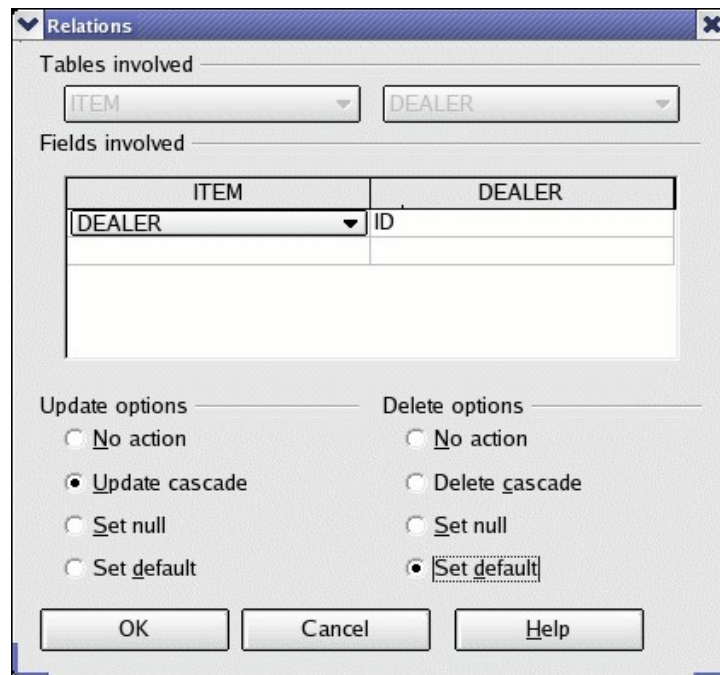 Relations
Tables involved
ITEM DEALER
Fields involved
ITEM DEALER
DEALER ID
Update options Delete options
No action No action
Update cascade Delete cascade
Set null Set null
Set default Set default
OK Cancel Help